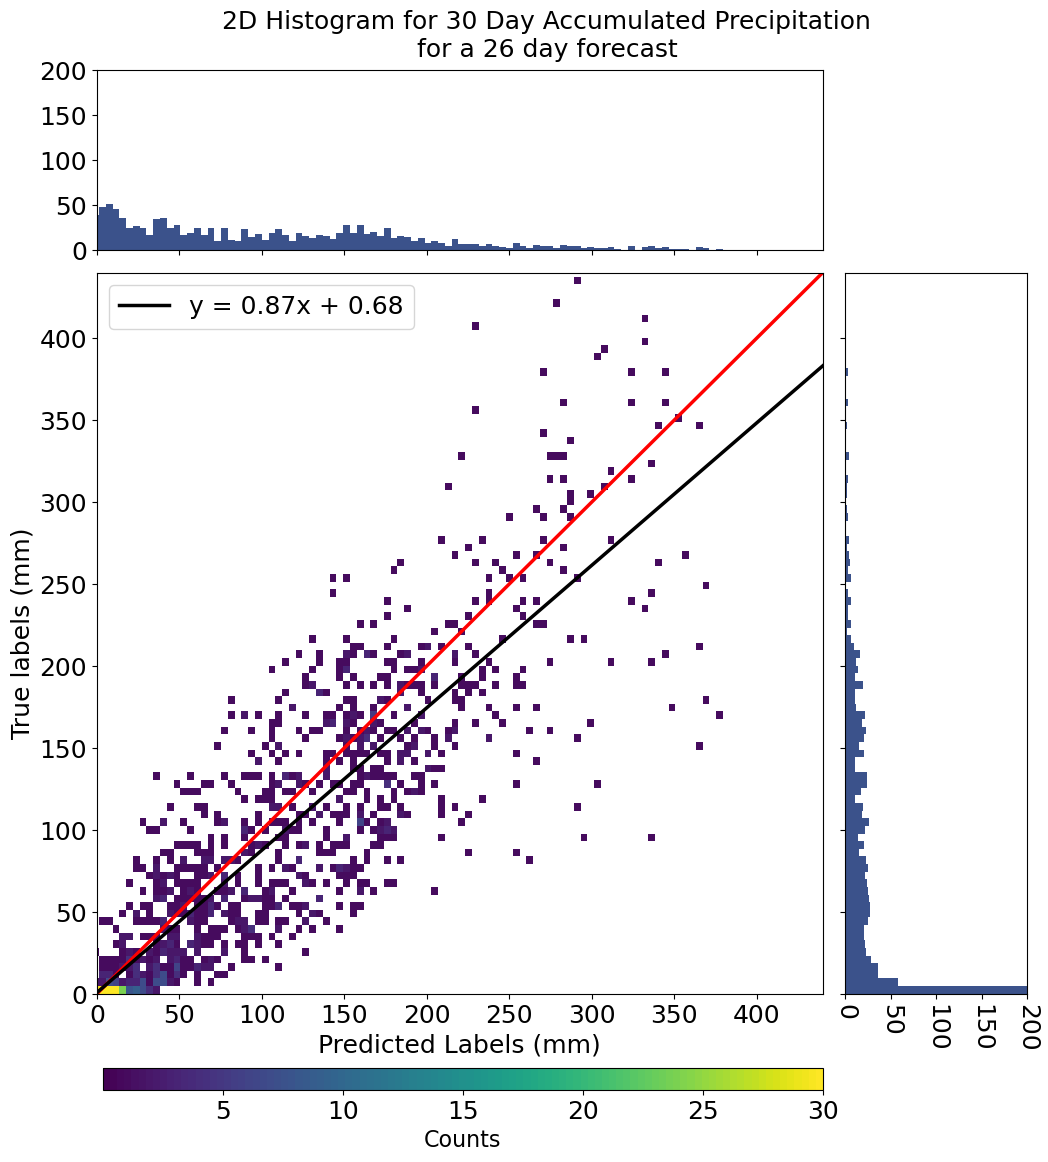 2D Histogram for 30 Day Accumulated Precipitation
for a 26 day forecast
200
150
100
50
0
y = 0.87x + 0.68
400
350
300
250
200
150
100
50
0
True labels (mm)
0 50 100 150 200 250 300 350 400
Predicted Labels (mm)
0 50 100 150 200
5 10 15 20 25 30
Counts